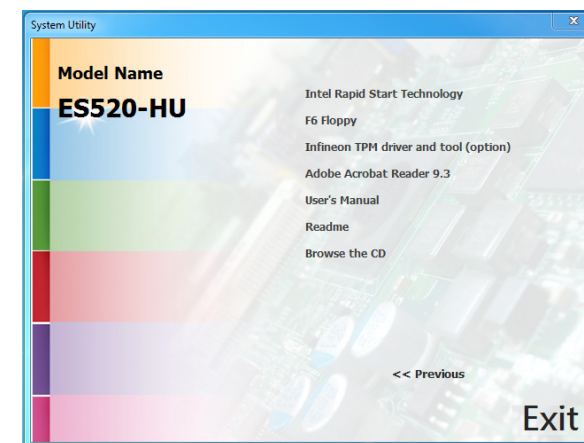 System Utility
x
Model Name
ES520-HU
Intel Rapid Start Technology
F6 Floppy
Infineon TPM driver and tool (option)
Adobe Acrobat Reader 9.3
User's Manual
Readme
Browse the CD
<< Previous
Exit